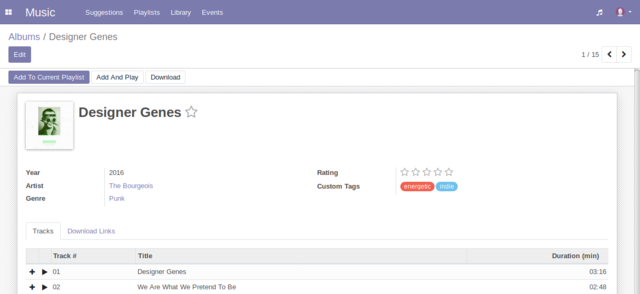 Music Suggestions Playlists Library Events
Albums / Designer Genes
Edit 1 / 15
Add To Current Playlist Add And Play Download
Designer Genes
Year 2016 Rating
Artist The Bourgeois Custom Tags energetic indie
Genre Punk
Tracks Download Links
Track # Title Duration (min)
01 Designer Genes 03:16
02 We Are What We Pretend To Be 02:48